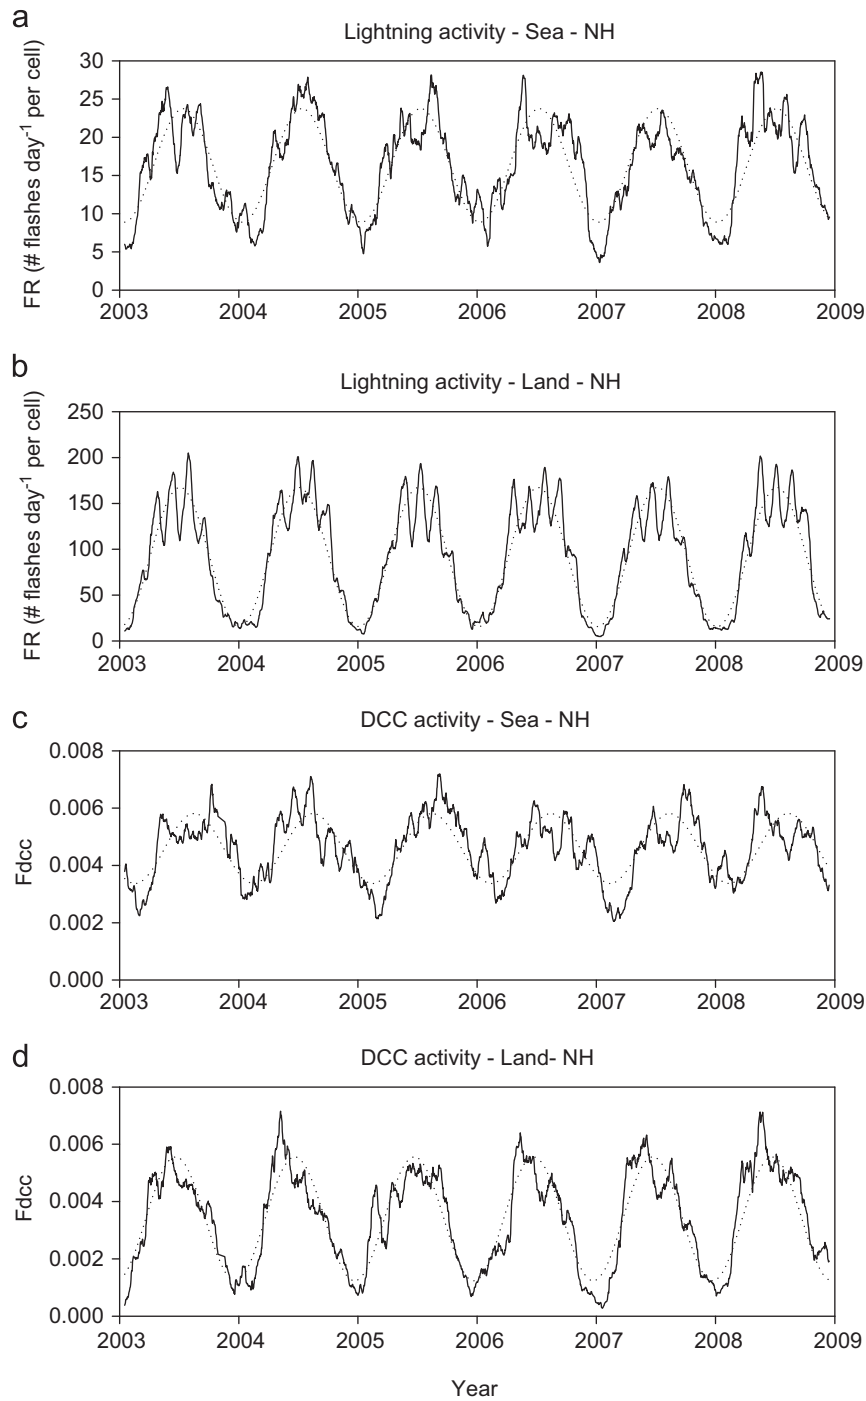 a
Lightning activity - Sea - NH
FR (# flashes day-1 per cell)
30
25
20
15
10
5
0
2003 2004 2005 2006 2007 2008 2009
b
Lightning activity - Land - NH
FR (# flashes day-1 per cell)
250
200
150
100
50
0
2003 2004 2005 2006 2007 2008 2009
c
DCC activity - Sea - NH
Fdcc
0.008
0.006
0.004
0.002
0.000
2003 2004 2005 2006 2007 2008 2009
d
DCC activity - Land- NH
Fdcc
0.008
0.006
0.004
0.002
0.000
2003 2004 2005 2006 2007 2008 2009
Year